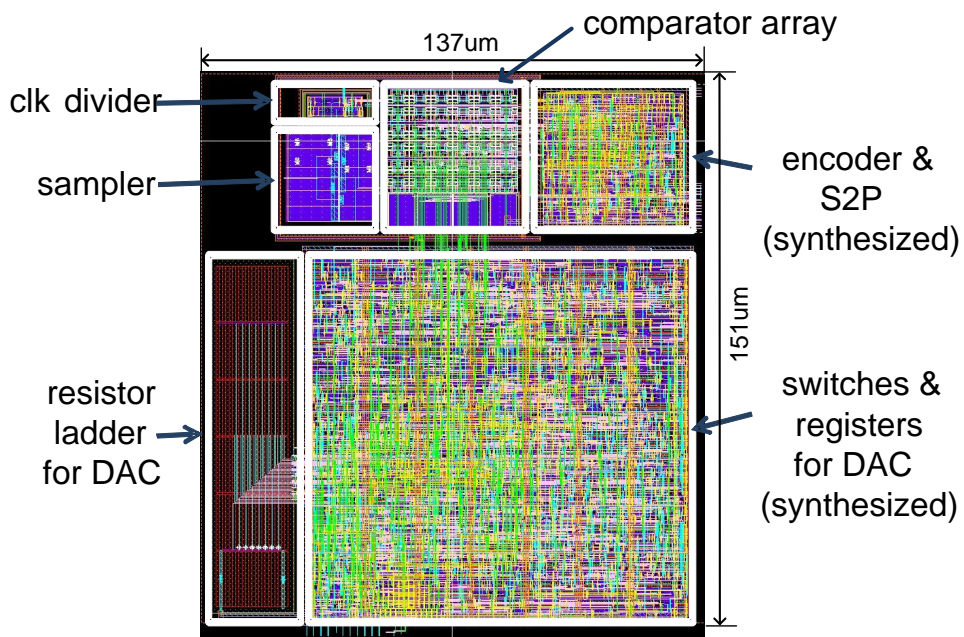 comparator array
137um
clk divider
sampler
encoder &
S2P
(synthesized)
151um
resistor
ladder
for DAC
switches &
registers
for DAC
(synthesized)